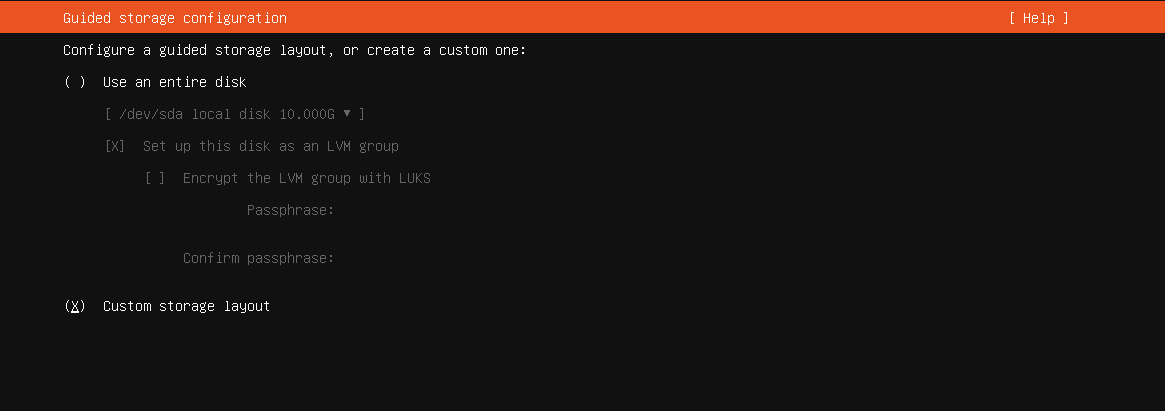 Guided storage configuration [ Help ]
Configure a guided storage layout, or create a custom one:
( ) Use an entire disk
[ /dev/sda local disk 10.000G ▾ ]
[X] Set up this disk as an LVM group
[ ] Encrypt the LVM group with LUKS
Passphrase:
Confirm passphrase:
(X) Custom storage layout